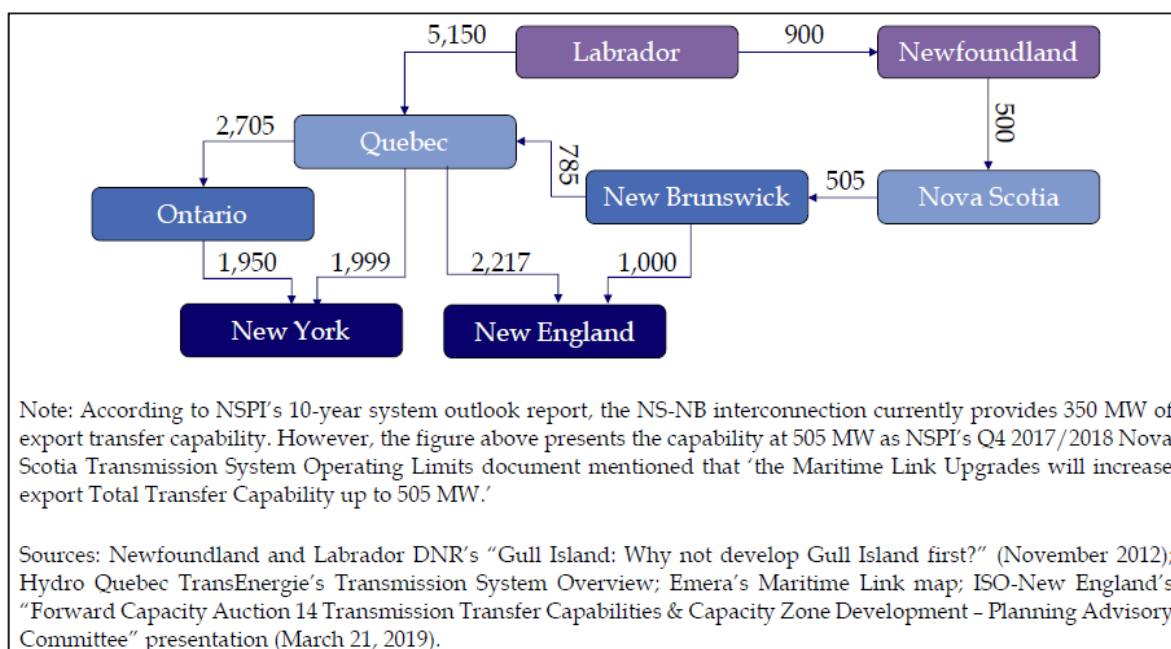 5,150
Labrador
900
Newfoundland
2,705
Quebec
785
500
Ontario
New Brunswick
505
Nova Scotia
1,950
1,999
2,217
1,000
New York
New England
Note: According to NSPI’s 10-year system outlook report, the NS-NB interconnection currently provides 350 MW of
export transfer capability. However, the figure above presents the capability at 505 MW as NSPI’s Q4 2017/2018 Nova
Scotia Transmission System Operating Limits document mentioned that ‘the Maritime Link Upgrades will increase
export Total Transfer Capability up to 505 MW.’
Sources: Newfoundland and Labrador DNR’s “Gull Island: Why not develop Gull Island first?” (November 2012);
Hydro Quebec TransEnergie’s Transmission System Overview; Emera’s Maritime Link map; ISO-New England’s
“Forward Capacity Auction 14 Transmission Transfer Capabilities & Capacity Zone Development – Planning Advisory
Committee” presentation (March 21, 2019).